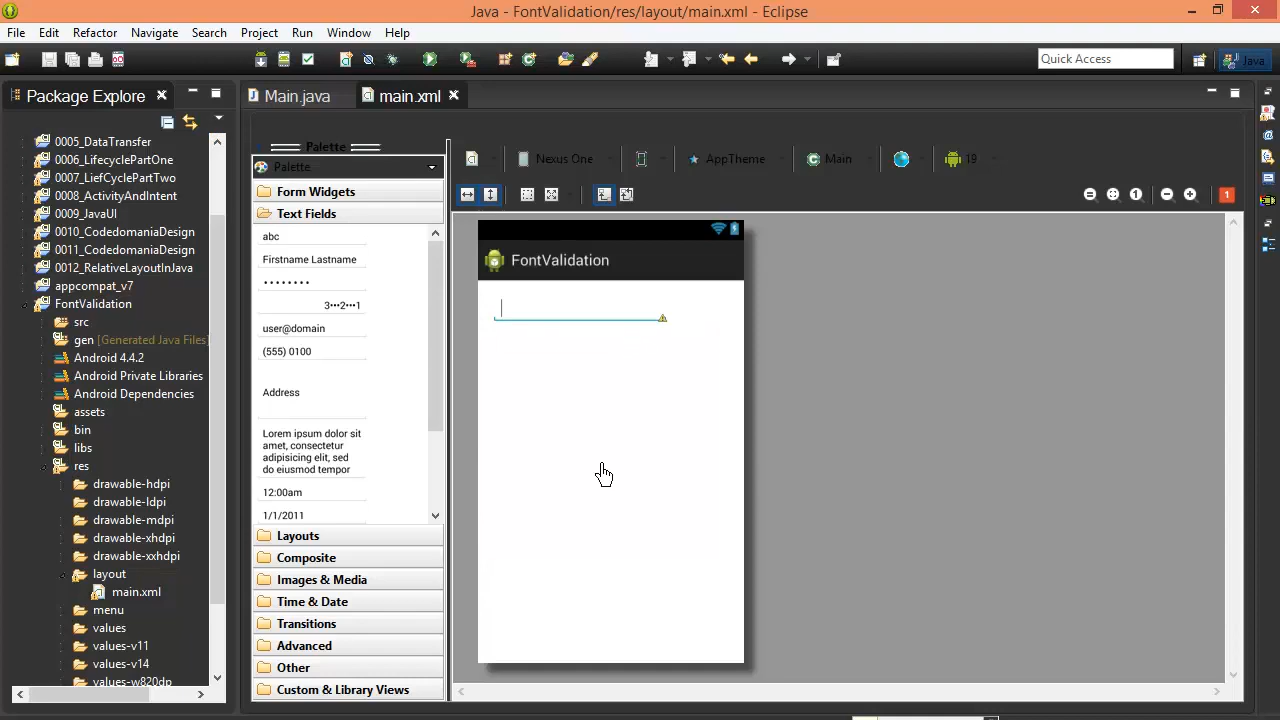 Java - FontValidation/res/layout/main.xml - Eclipse
File Edit Refactor Navigate Search Project Run Window Help
Quick Access
Java
Package Explore
Main.java
main.xml
0005_DataTransfer
0006_LifecyclePartOne
0007_LiefCyclePartTwo
0008_ActivityAndIntent
0009_JavaUI
0010_CodedomaniaDesign
0011_CodedomaniaDesign
0012_RelativeLayoutInJava
appcompat_v7
FontValidation
src
gen [Generated Java Files]
Android 4.4.2
Android Private Libraries
Android Dependencies
assets
bin
libs
res
drawable-hdpi
drawable-ldpi
drawable-mdpi
drawable-xhdpi
drawable-xxhdpi
layout
main.xml
menu
values
values-v11
values-v14
values-w820dp
Palette
Palette
Form Widgets
Text Fields
abc
Firstname Lastname
••••••••
3•••2•••1
user@domain
(555) 0100
Address
Lorem ipsum dolor sit
amet, consectetur
adipisicing elit, sed
do eiusmod tempor
12:00am
1/1/2011
Layouts
Composite
Images & Media
Time & Date
Transitions
Advanced
Other
Custom & Library Views
Nexus One
AppTheme
Main
19
1
1
FontValidation